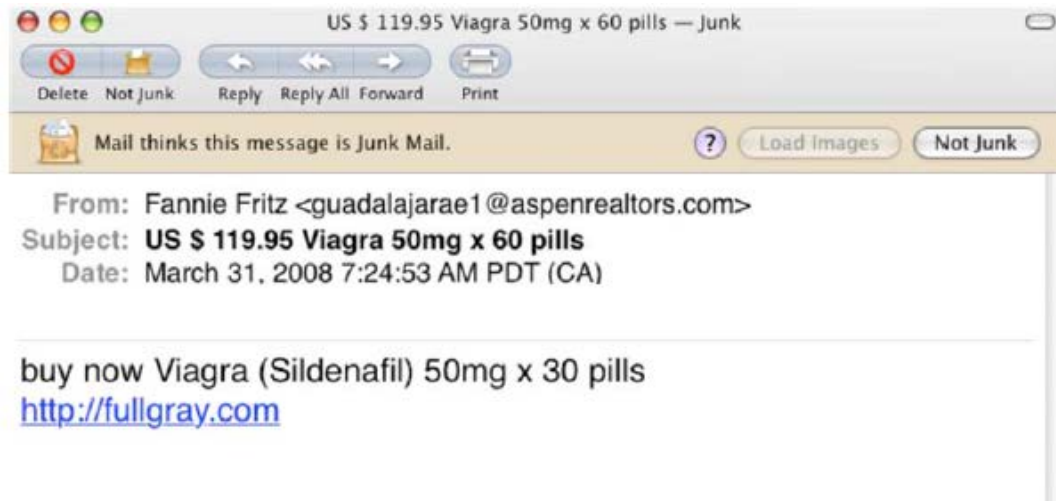 US $ 119.95 Viagra 50mg x 60 pills — Junk
Delete Not Junk Reply Reply All Forward Print
Mail thinks this message is Junk Mail. ? Load Images Not Junk
From: Fannie Fritz <guadalajarae1@aspenrealtors.com>
Subject: US $ 119.95 Viagra 50mg x 60 pills
Date: March 31, 2008 7:24:53 AM PDT (CA)
buy now Viagra (Sildenafil) 50mg x 30 pills
http://fullgray.com